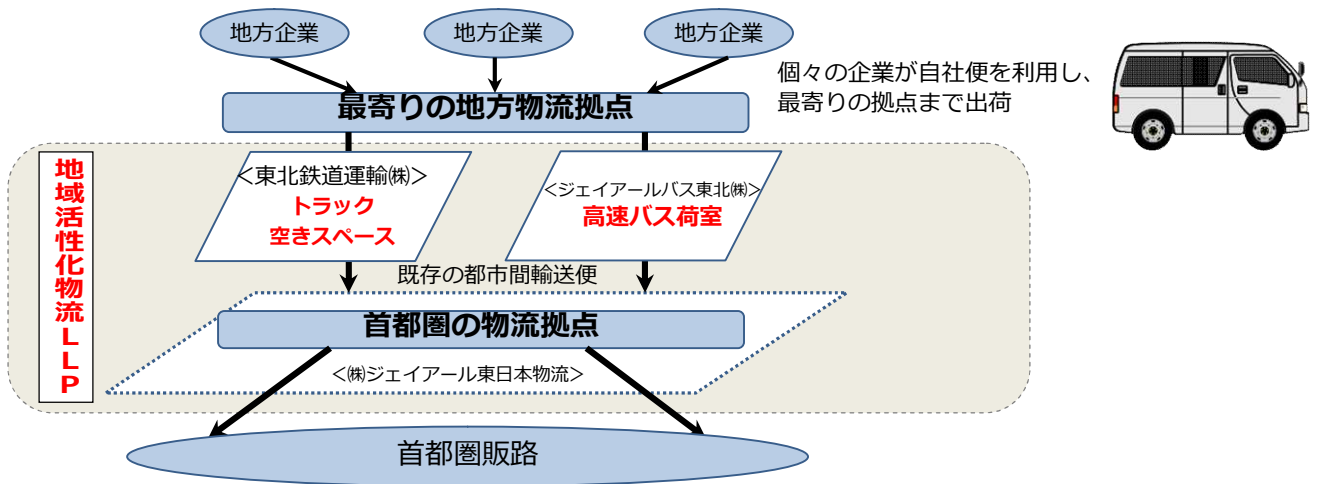 地方企業
地方企業
地方企業
個々の企業が自社便を利用し、
最寄りの拠点まで出荷
最寄りの地方物流拠点
地域活性化物流LLP
<東北鉄道運輸㈱>
トラック
空きスペース
<ジェイアールバス東北㈱>
高速バス荷室
既存の都市間輸送便
首都圏の物流拠点
<㈱ジェイアール東日本物流>
首都圏販路